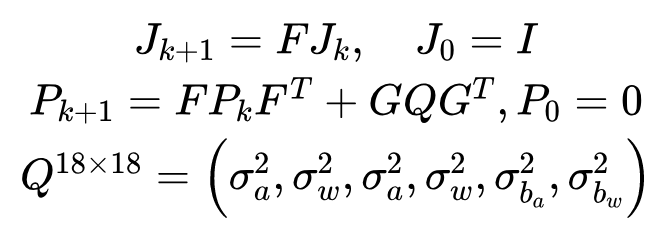 J_{k+1} = FJ_k, J_0 = I
P_{k+1} = FP_kF^T + GQG^T, P_0 = 0
Q^{18×18} = (σ_a^2, σ_w^2, σ_a^2, σ_w^2, σ_{b_a}^2, σ_{b_w}^2)